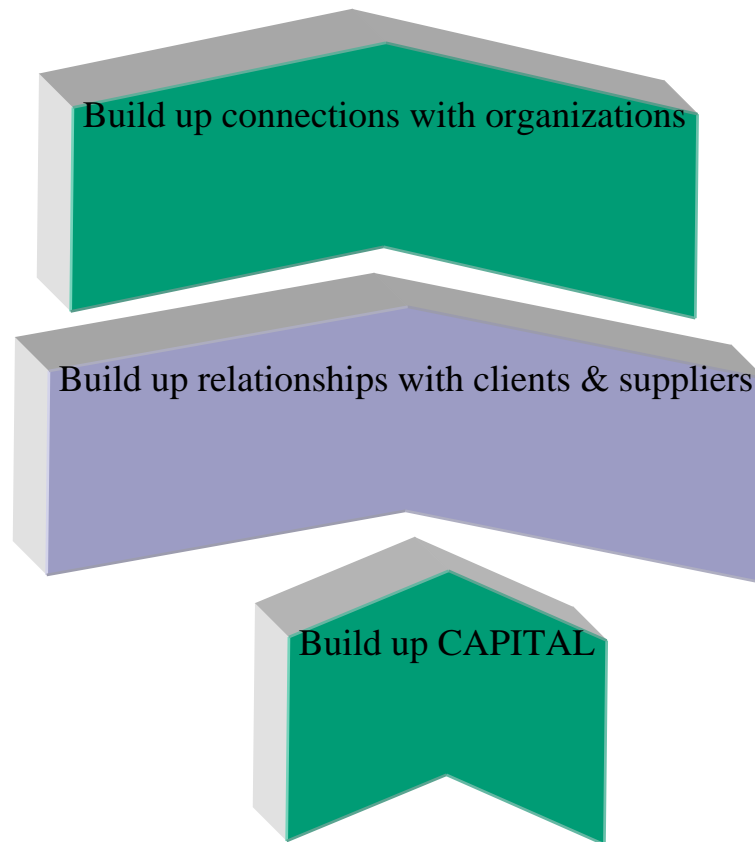 Build up connections with organizations
Build up relationships with clients & suppliers
Build up CAPITAL